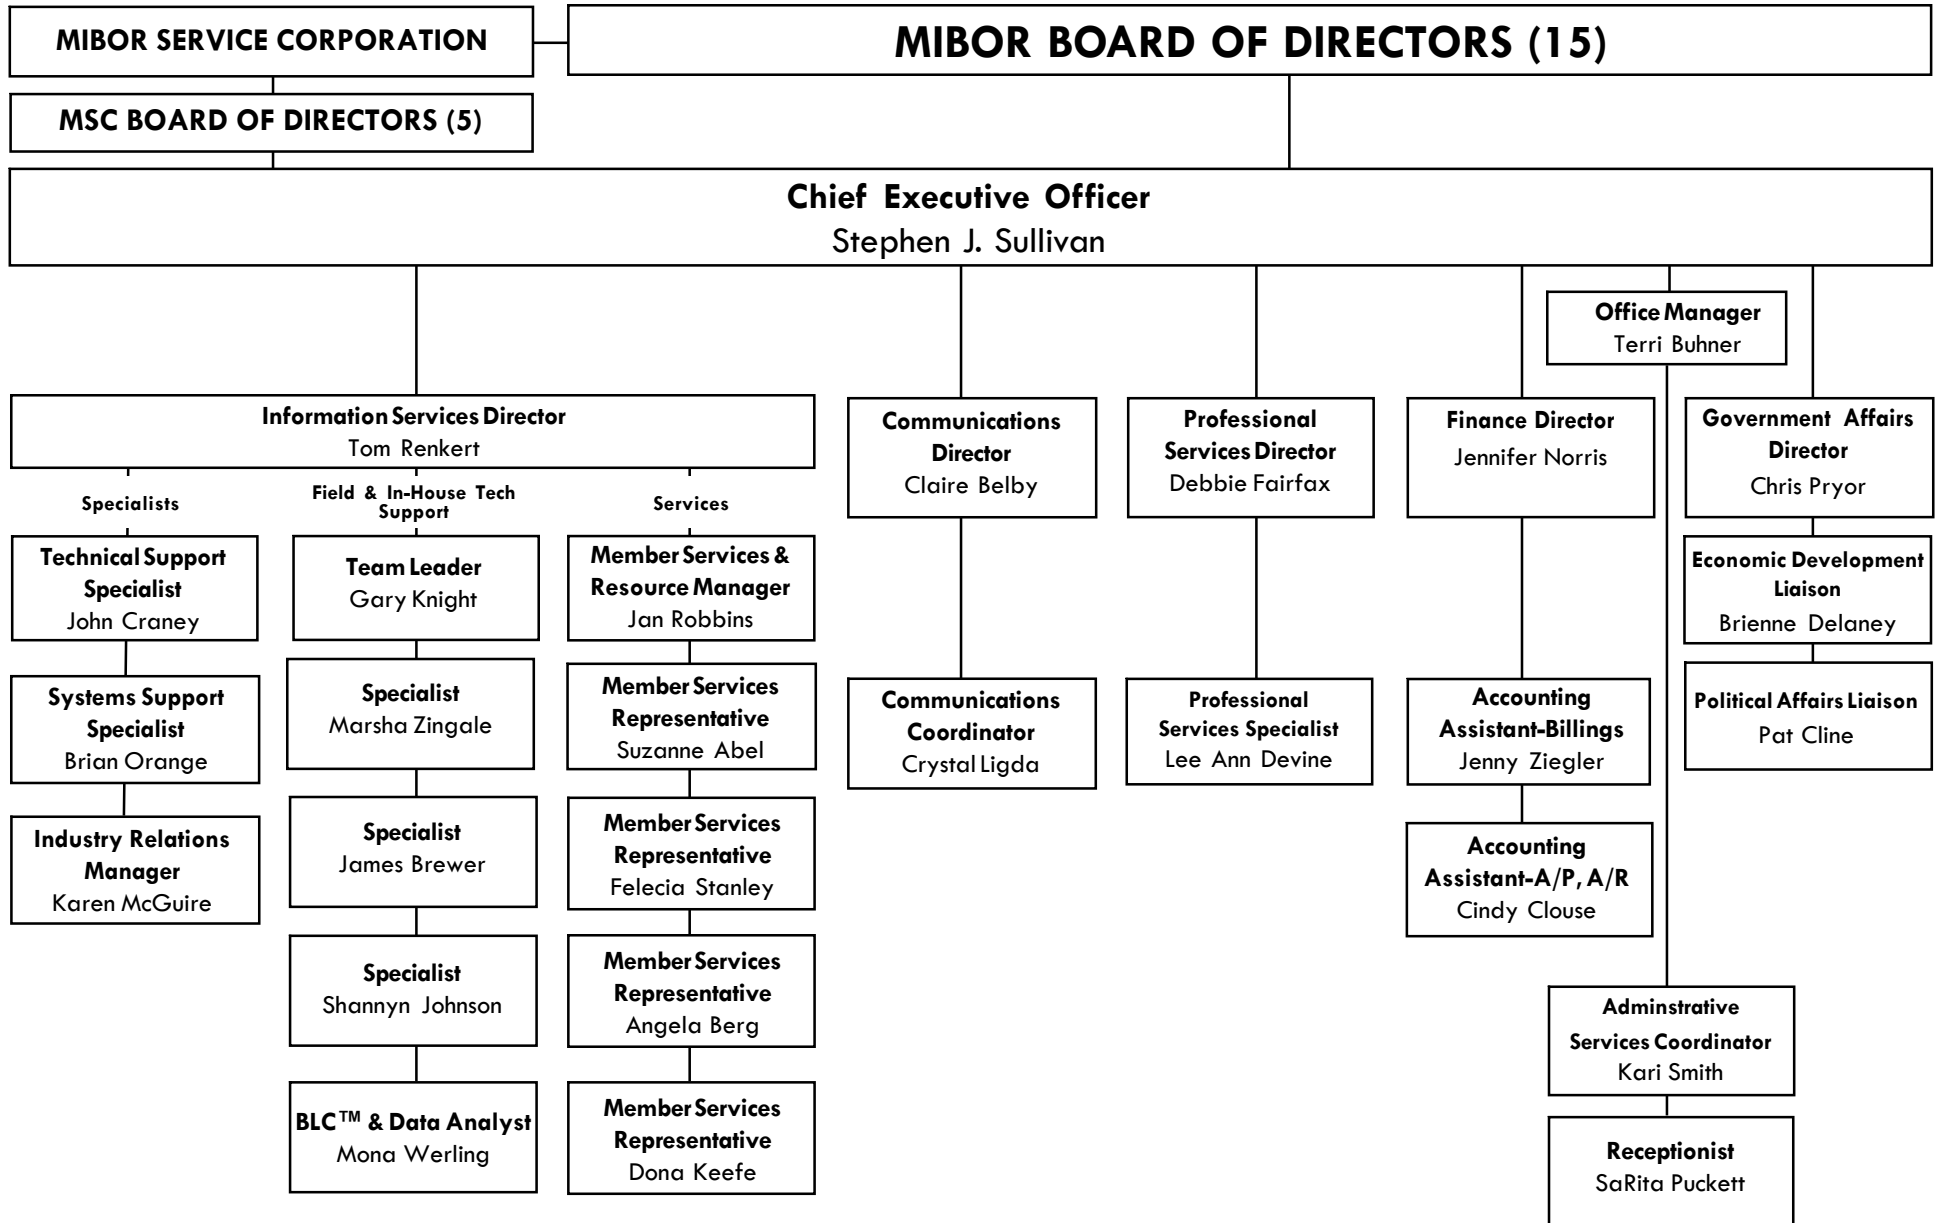 MIBOR SERVICE CORPORATION
MIBOR BOARD OF DIRECTORS (15)
MSC BOARD OF DIRECTORS (5)
Chief Executive Officer
Stephen J. Sullivan
Office Manager
Terri Buhner
Information Services Director
Tom Renkert
Specialists
Technical Support
Specialist
John Craney
Systems Support
Specialist
Brian Orange
Industry Relations
Manager
Karen McGuire
Field & In-House Tech
Support
Team Leader
Gary Knight
Specialist
Marsha Zingale
Specialist
James Brewer
Specialist
Shannyn Johnson
BLC™ & Data Analyst
Mona Werling
Services
Member Services &
Resource Manager
Jan Robbins
Member Services
Representative
Suzanne Abel
Member Services
Representative
Felecia Stanley
Member Services
Representative
Angela Berg
Member Services
Representative
Dona Keefe
Communications
Director
Claire Belby
Communications
Coordinator
Crystal Ligda
Professional
Services Director
Debbie Fairfax
Professional
Services Specialist
Lee Ann Devine
Finance Director
Jennifer Norris
Accounting
Assistant-Billings
Jenny Ziegler
Accounting
Assistant-A/P, A/R
Cindy Clouse
Adminstrative
Services Coordinator
Kari Smith
Receptionist
SaRita Puckett
Government Affairs
Director
Chris Pryor
Economic Development
Liaison
Brienne Delaney
Political Affairs Liaison
Pat Cline